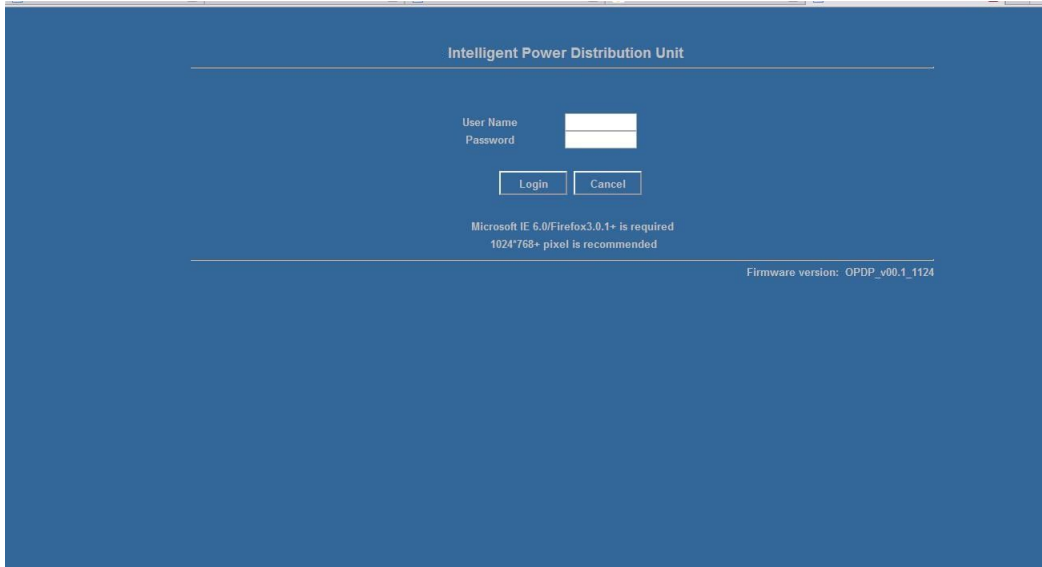 Intelligent Power Distribution Unit
User Name
Password
Login Cancel
Microsoft IE 6.0/Firefox3.0.1+ is required
1024*768+ pixel is recommended
Firmware version: OPDP_v00.1_1124